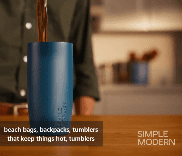 beach bags, backpacks, tumblers
that keep things hot, tumblers
SIMPLE
MODERN